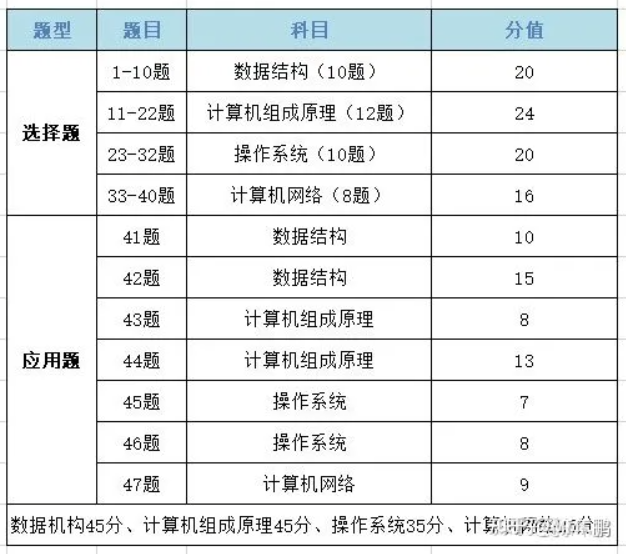 题型 题目 科目 分值
选择题
1-10题 数据结构（10题） 20
11-22题 计算机组成原理（12题） 24
23-32题 操作系统（10题） 20
33-40题 计算机网络（8题） 16
应用题
41题 数据结构 10
42题 数据结构 15
43题 计算机组成原理 8
44题 计算机组成原理 13
45题 操作系统 7
46题 操作系统 8
47题 计算机网络 9
数据机构45分、计算机组成原理45分、操作系统35分、计算